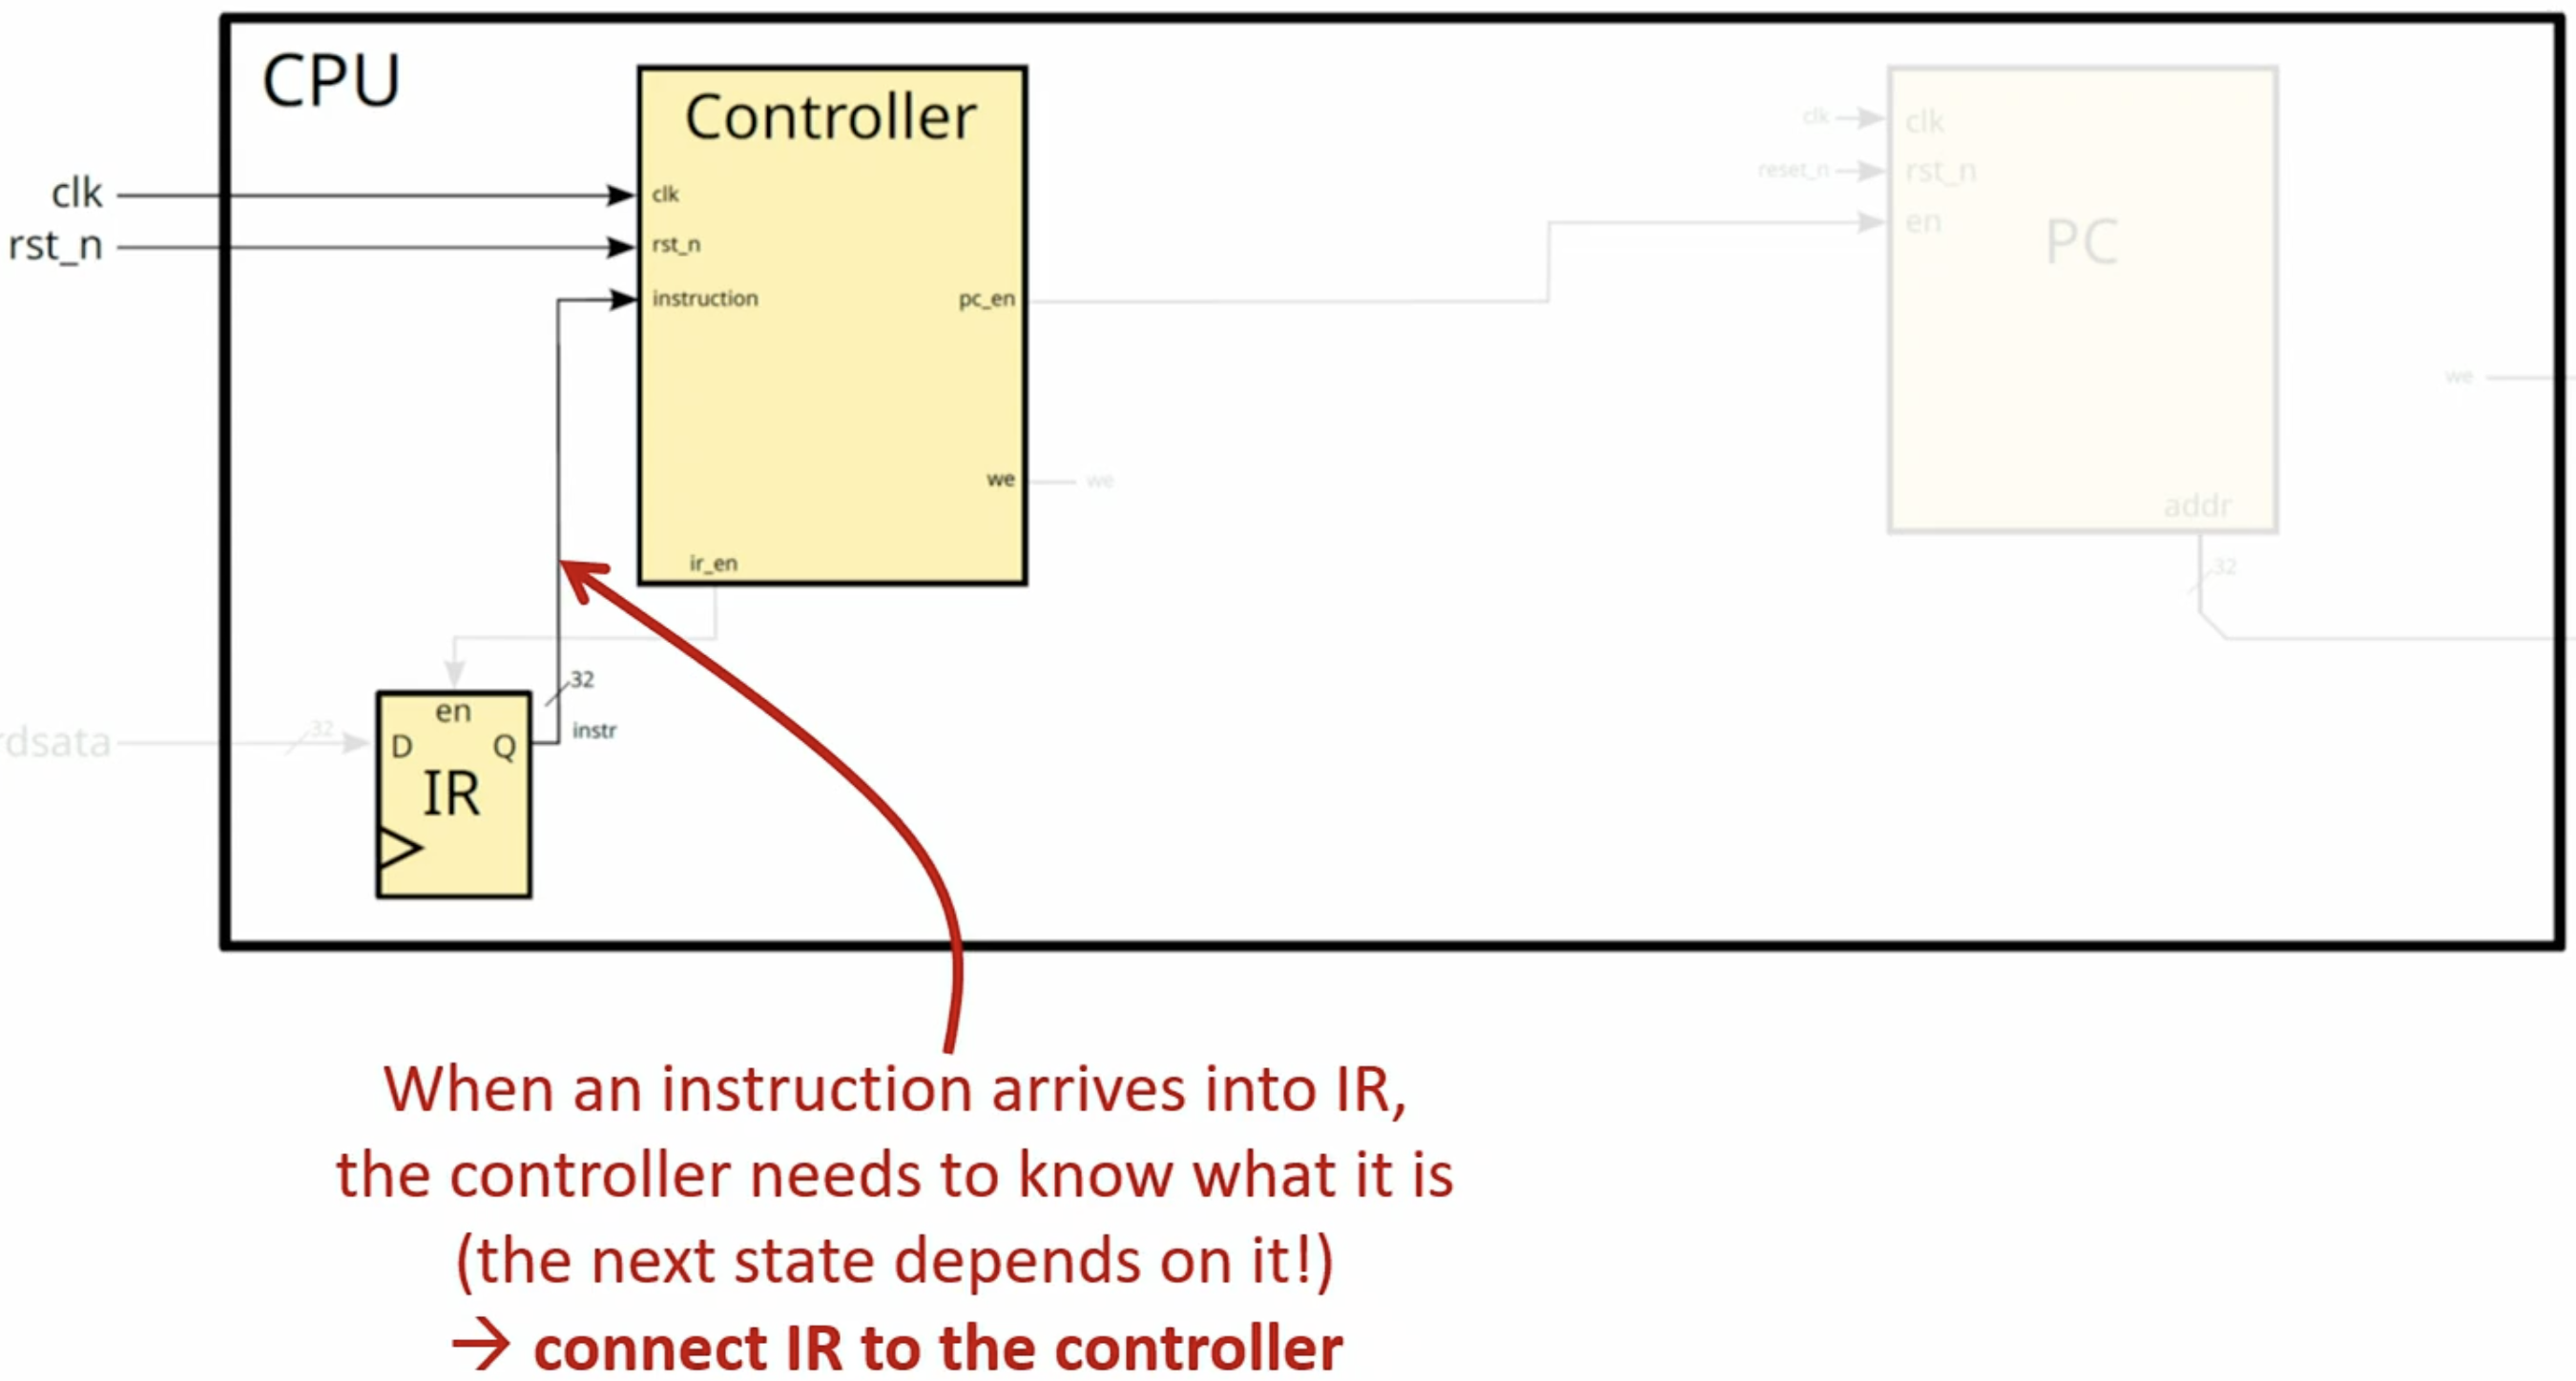 CPU
Controller
clk
clk
clk
clk
rst_n
rst_n
reset_n
rst_n
en
PC
instruction
pc_en
we
we
we
addr
ir_en
32
32
instr
rdsata
32
en
D
Q
IR
When an instruction arrives into IR,
the controller needs to know what it is
(the next state depends on it!)
→ connect IR to the controller